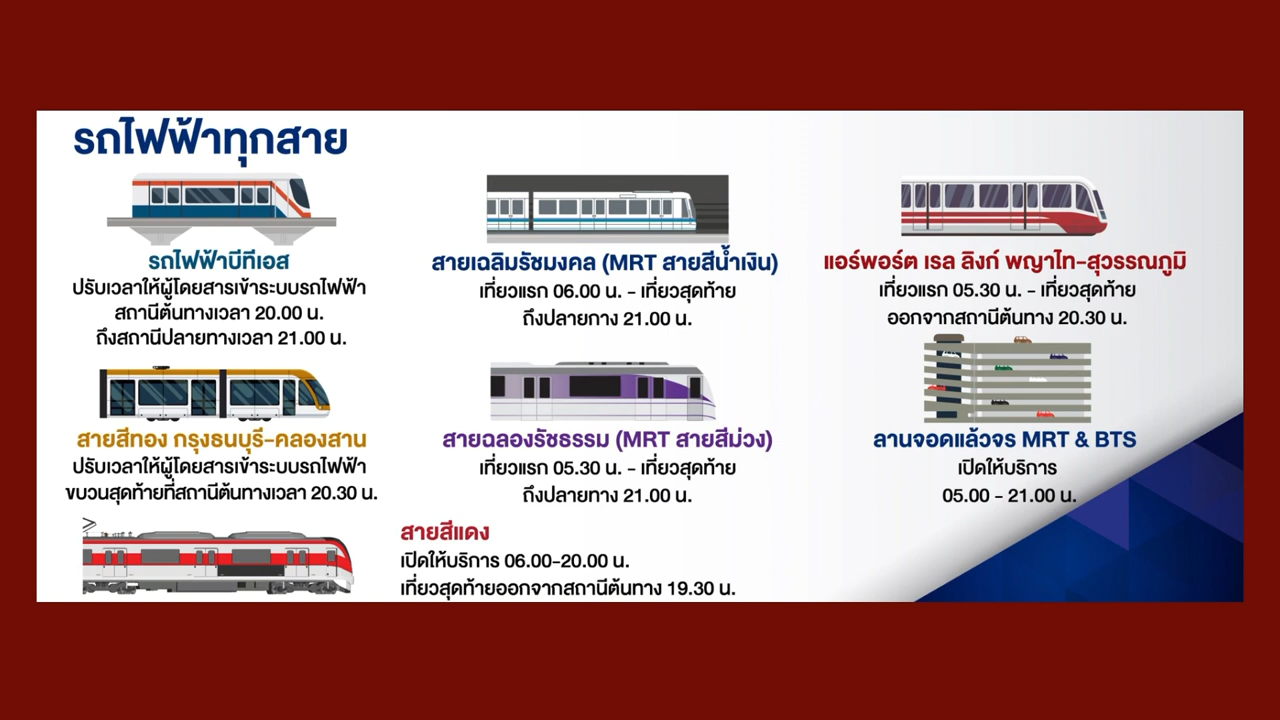 รถไฟฟ้าทุกสาย
รถไฟฟ้าบีทีเอส
ปรับเวลาให้ผู้โดยสารเข้าระบบรถไฟฟ้า
สถานีต้นทางเวลา 20.00 น.
ถึงสถานีปลายทางเวลา 21.00 น.
สายเฉลิมรัชมงคล (MRT สายสีน้ำเงิน)
เที่ยวแรก 06.00 น. - เที่ยวสุดท้าย
ถึงปลายกาง 21.00 น.
แอร์พอร์ต เรล ลิงก์ พญาไท-สุวรรณภูมิ
เที่ยวแรก 05.30 น. - เที่ยวสุดท้าย
ออกจากสถานีต้นทาง 20.30 น.
สายสีทอง กรุงธนบุรี-คลองสาน
ปรับเวลาให้ผู้โดยสารเข้าระบบรถไฟฟ้า
ขบวนสุดท้ายที่สถานีต้นทางเวลา 20.30 น.
สายฉลองรัชธรรม (MRT สายสีม่วง)
เที่ยวแรก 05.30 น. - เที่ยวสุดท้าย
ถึงปลายทาง 21.00 น.
ลานจอดแล้วจร MRT & BTS
เปิดให้บริการ
05.00 - 21.00 น.
สายสีแดง
เปิดให้บริการ 06.00-20.00 น.
เที่ยวสุดท้ายออกจากสถานีต้นทาง 19.30 น.